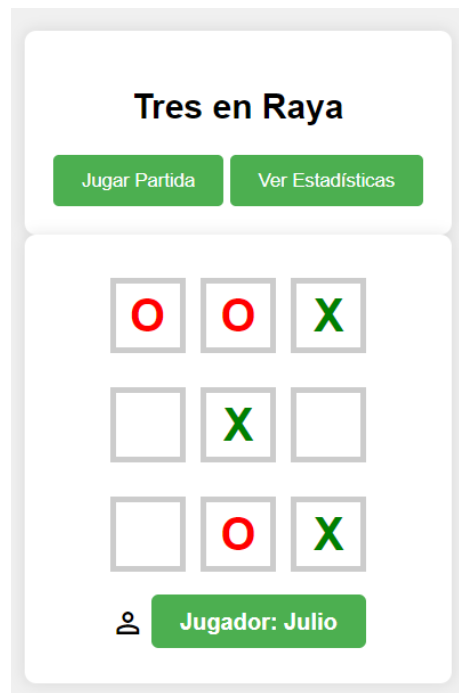 Tres en Raya
Jugar Partida Ver Estadísticas
O O X
X
O X
Jugador: Julio